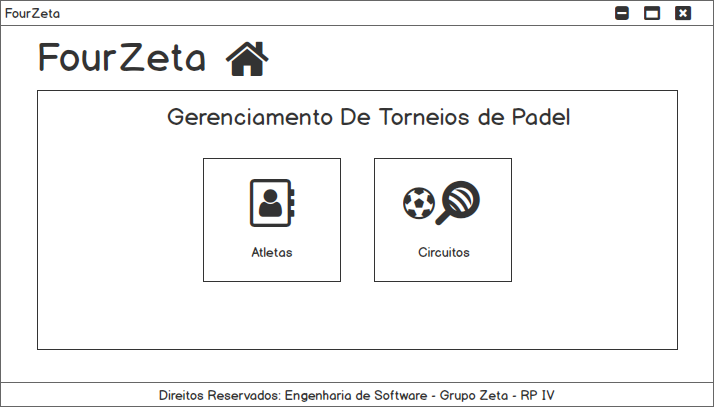 FourZeta
FourZeta
Gerenciamento De Torneios de Padel
Atletas
Circuitos
Direitos Reservados: Engenharia de Software - Grupo Zeta - RP IV